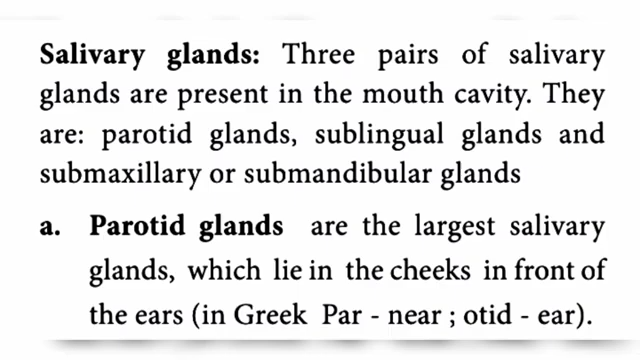 Salivary glands: Three pairs of salivary
glands are present in the mouth cavity. They
are: parotid glands, sublingual glands and
submaxillary or submandibular glands
a. Parotid glands are the largest salivary
glands, which lie in the cheeks in front of
the ears (in Greek Par - near ; otid - ear).